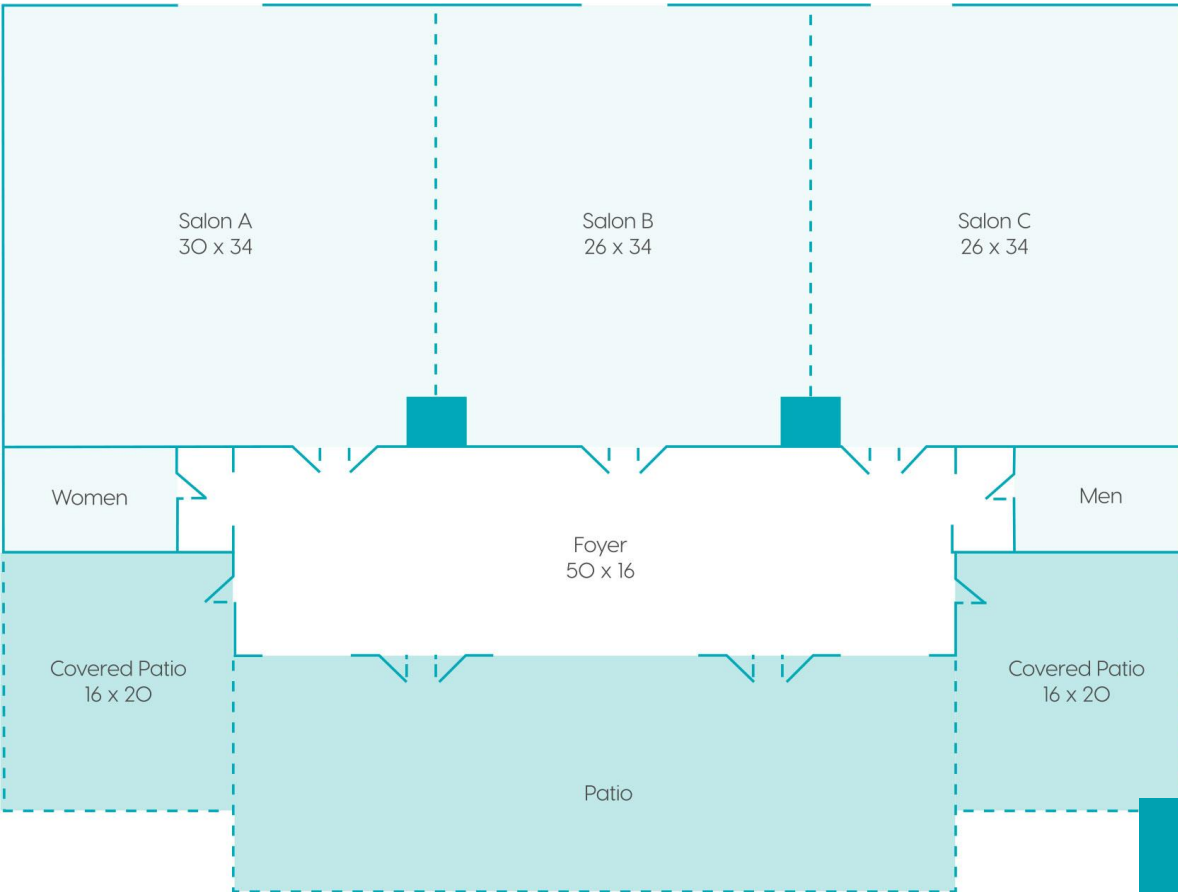 Salon A
30 x 34
Salon B
26 x 34
Salon C
26 x 34
Women
Men
Foyer
50 x 16
Covered Patio
16 x 20
Covered Patio
16 x 20
Patio